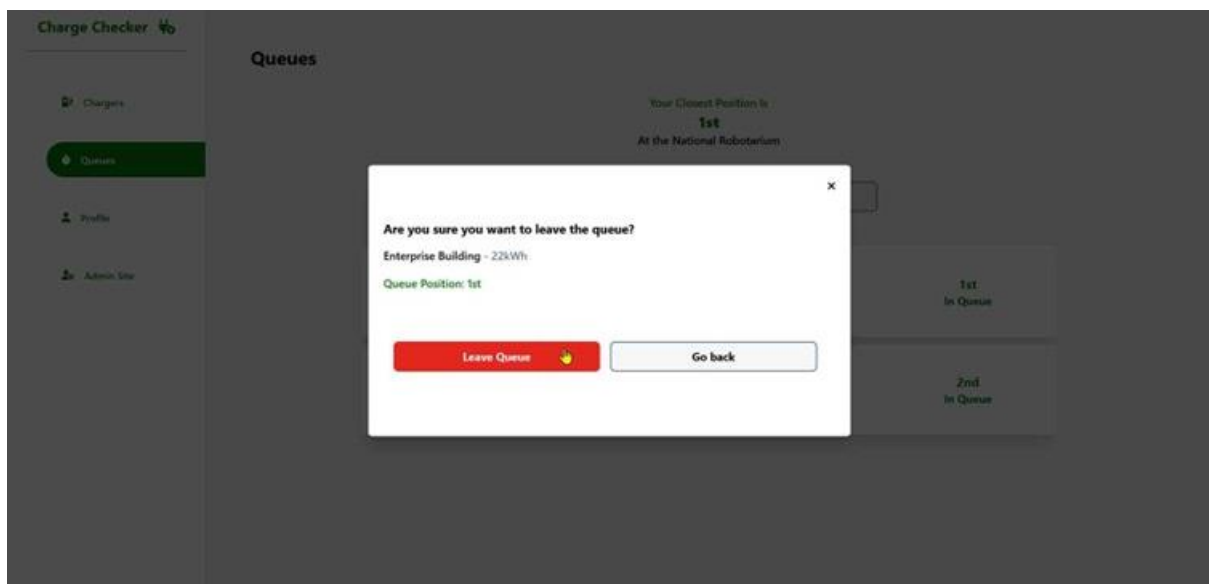 Charge Checker
Queues
Chargers
Your Closest Position Is
1st
At the National Robotarium
Queues
Are you sure you want to leave the queue?
Enterprise Building - 22kWh
Queue Position: 1st
Profile
Admin Site
1st
In Queue
Leave Queue
Go back
2nd
In Queue